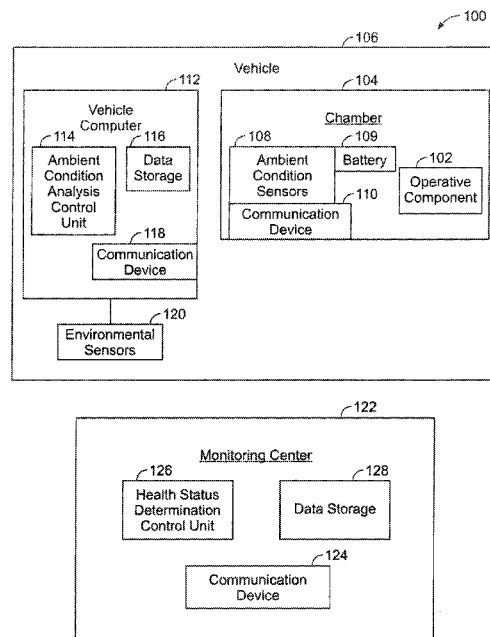 100
106
Vehicle
112
104
Vehicle
Computer
Chamber
114
116
108
109
Ambient
Condition
Analysis
Control
Unit
Data
Storage
Ambient
Condition
Sensors
Battery
102
Operative
Component
110
Communication
Device
118
Communication
Device
120
Environmental
Sensors
122
Monitoring Center
126
128
Health Status
Determination
Control Unit
Data Storage
124
Communication
Device